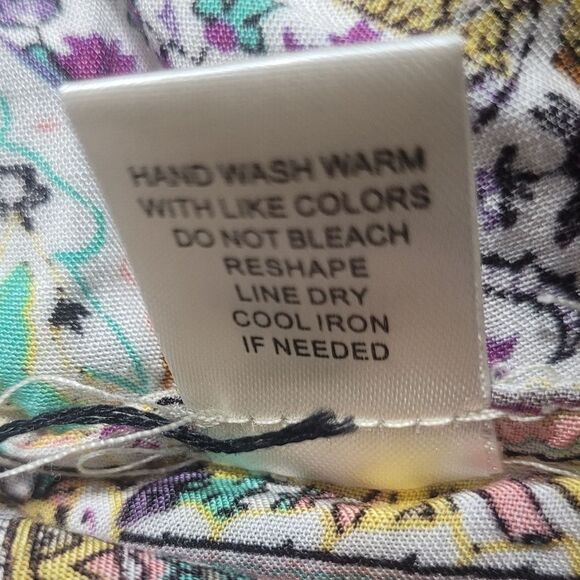 HAND WASH WARM
WITH LIKE COLORS
DO NOT BLEACH
RESHAPE
LINE DRY
COOL IRON
IF NEEDED